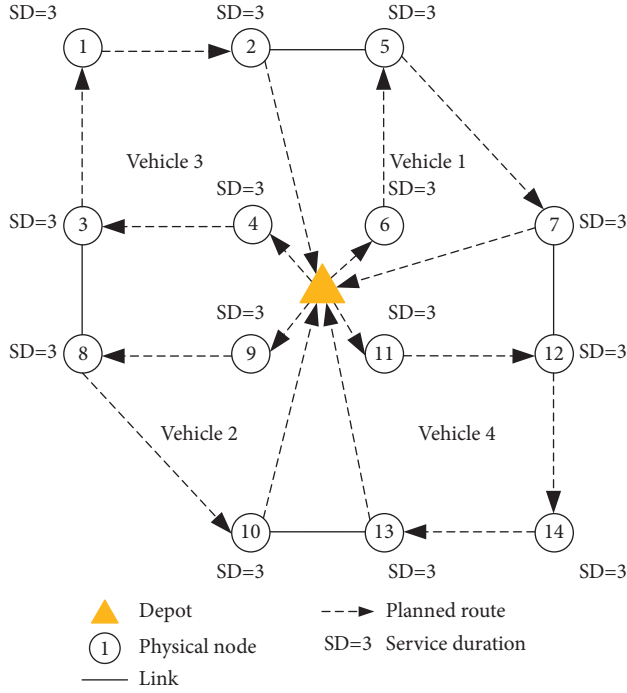 SD=3
SD=3
SD=3
1
2
5
Vehicle 3
Vehicle 1
SD=3
SD=3
SD=3
3
4
6
7
SD=3
SD=3
SD=3
SD=3
8
9
11
12
SD=3
Vehicle 2
Vehicle 4
10
13
14
SD=3
SD=3
SD=3
Depot
Planned route
1
Physical node
SD=3
Service duration
Link